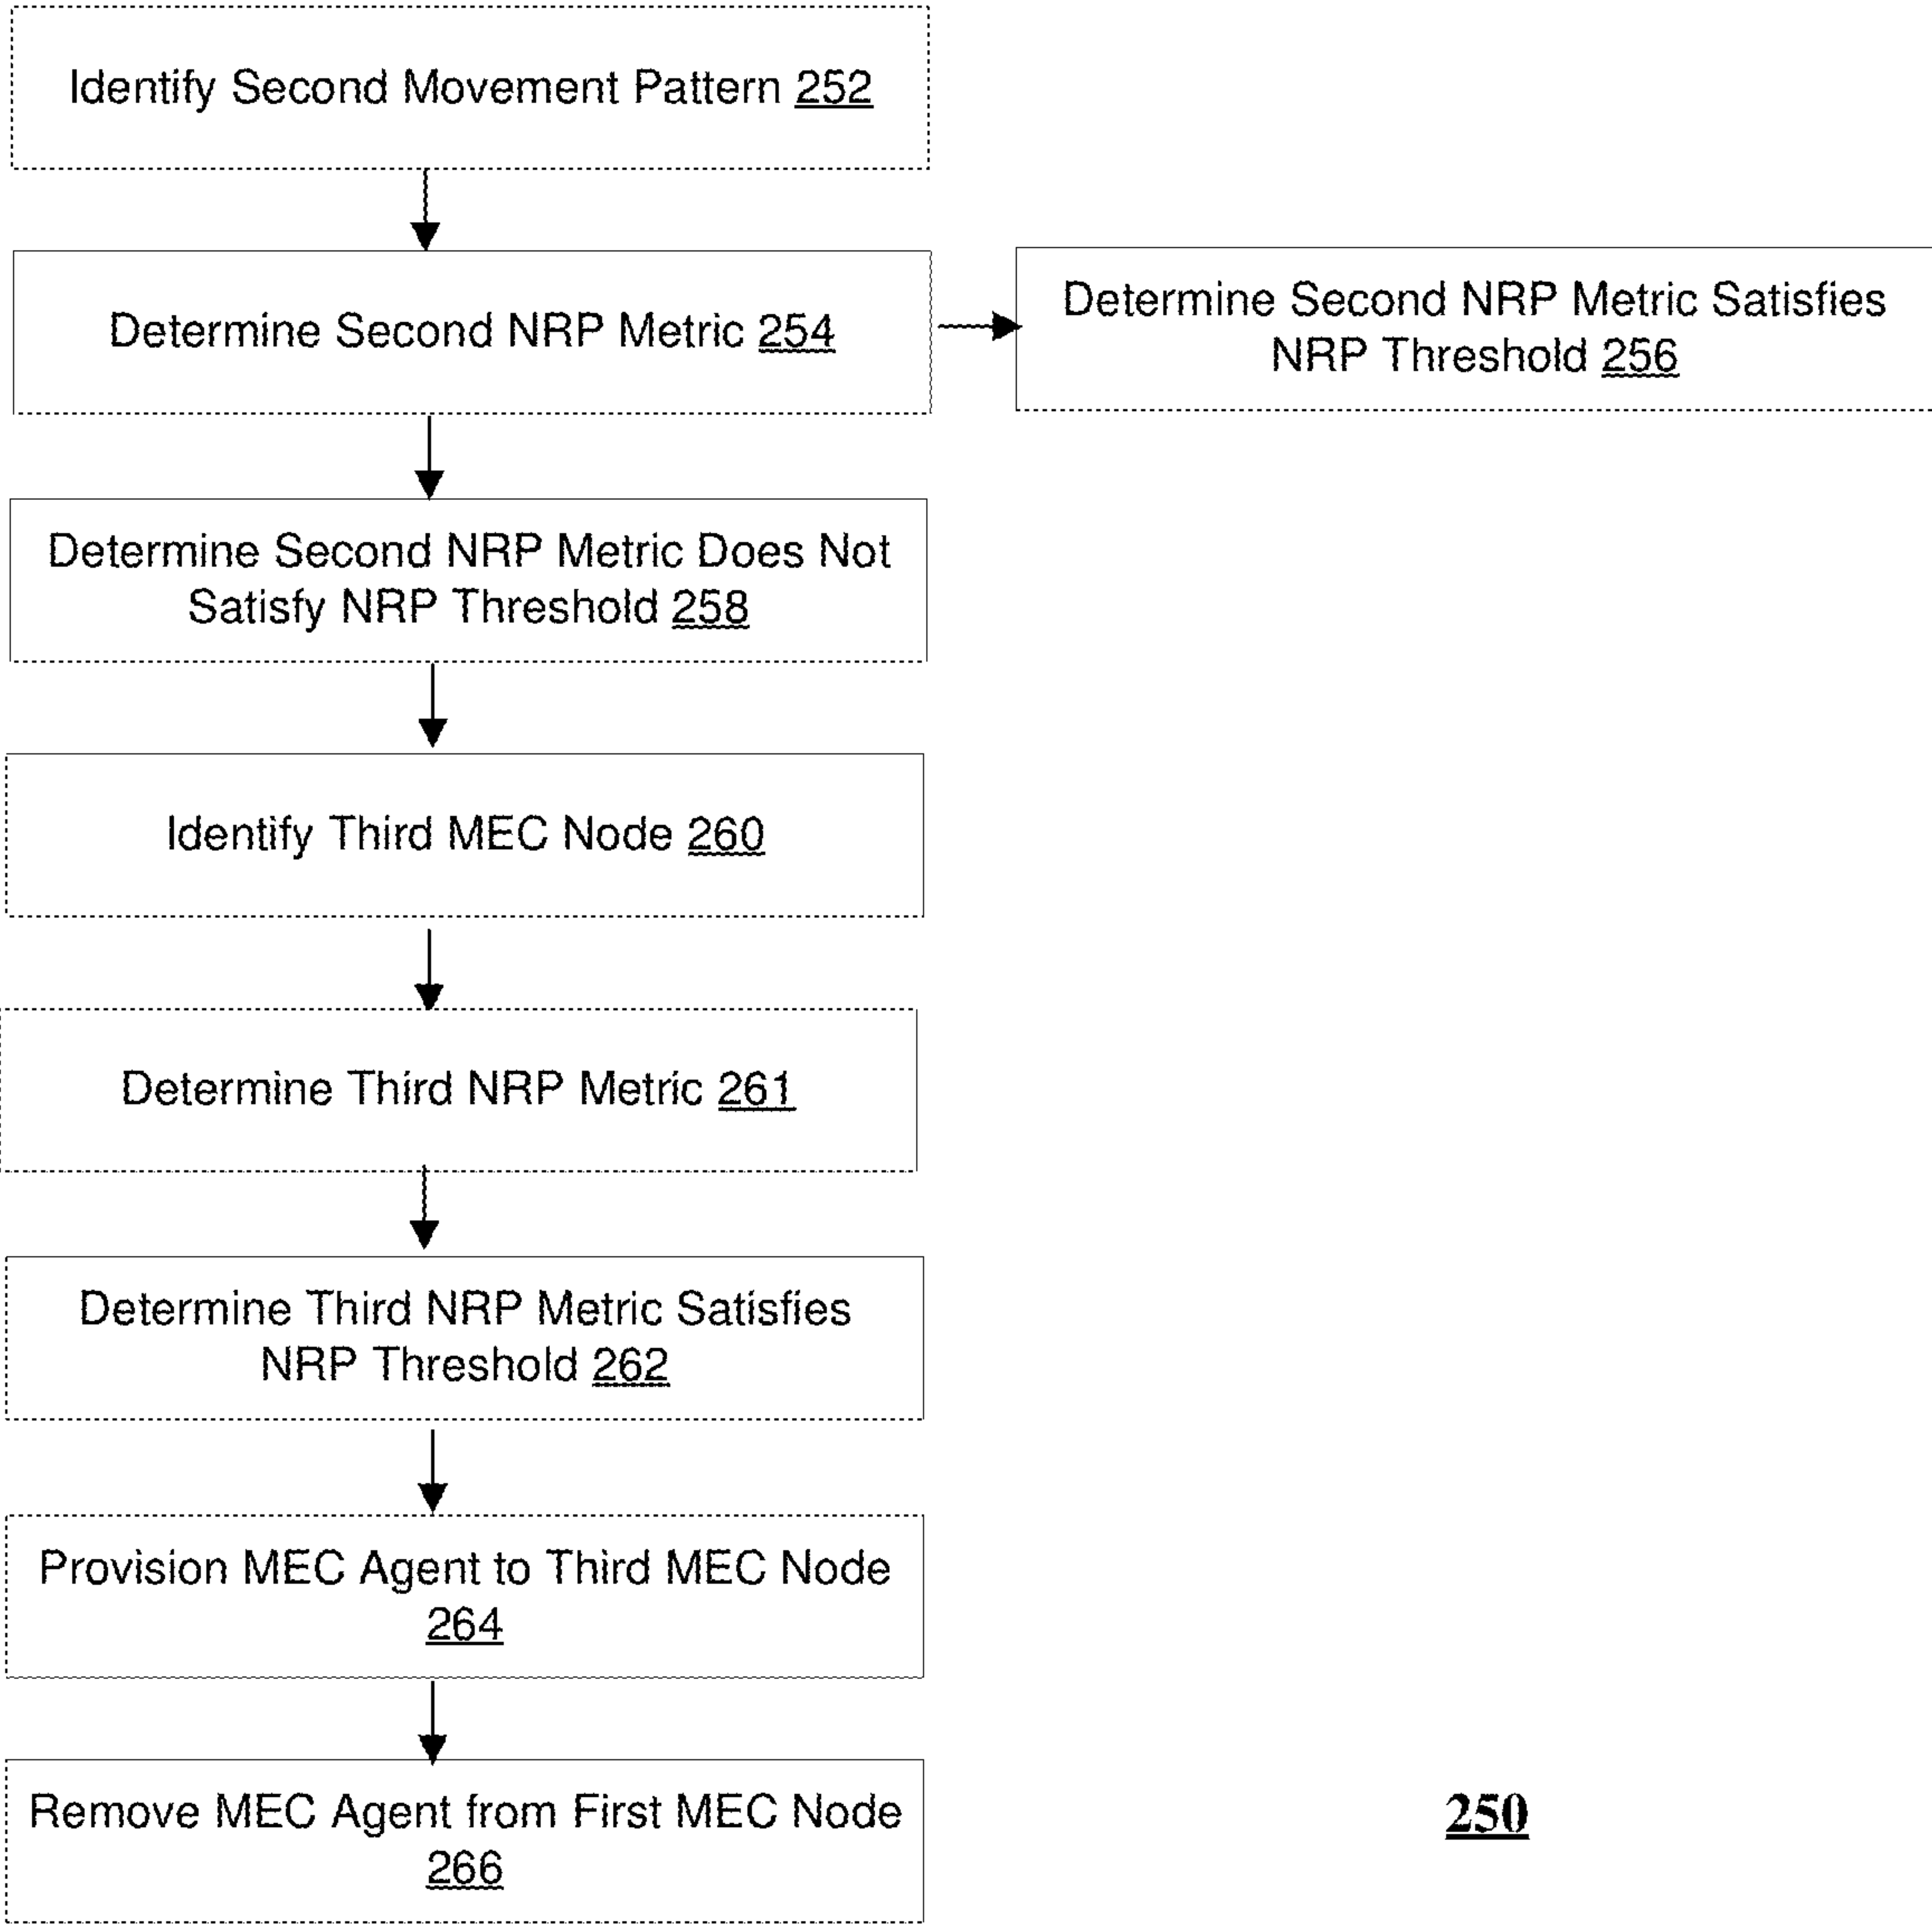 Identify Second Movement Pattern 252
Determine Second NRP Metric 254
Determine Second NRP Metric Satisfies
NRP Threshold 256
Determine Second NRP Metric Does Not
Satisfy NRP Threshold 258
Identify Third MEC Node 260
Determine Third NRP Metric 261
Determine Third NRP Metric Satisfies
NRP Threshold 262
Provision MEC Agent to Third MEC Node
264
Remove MEC Agent from First MEC Node
266
250